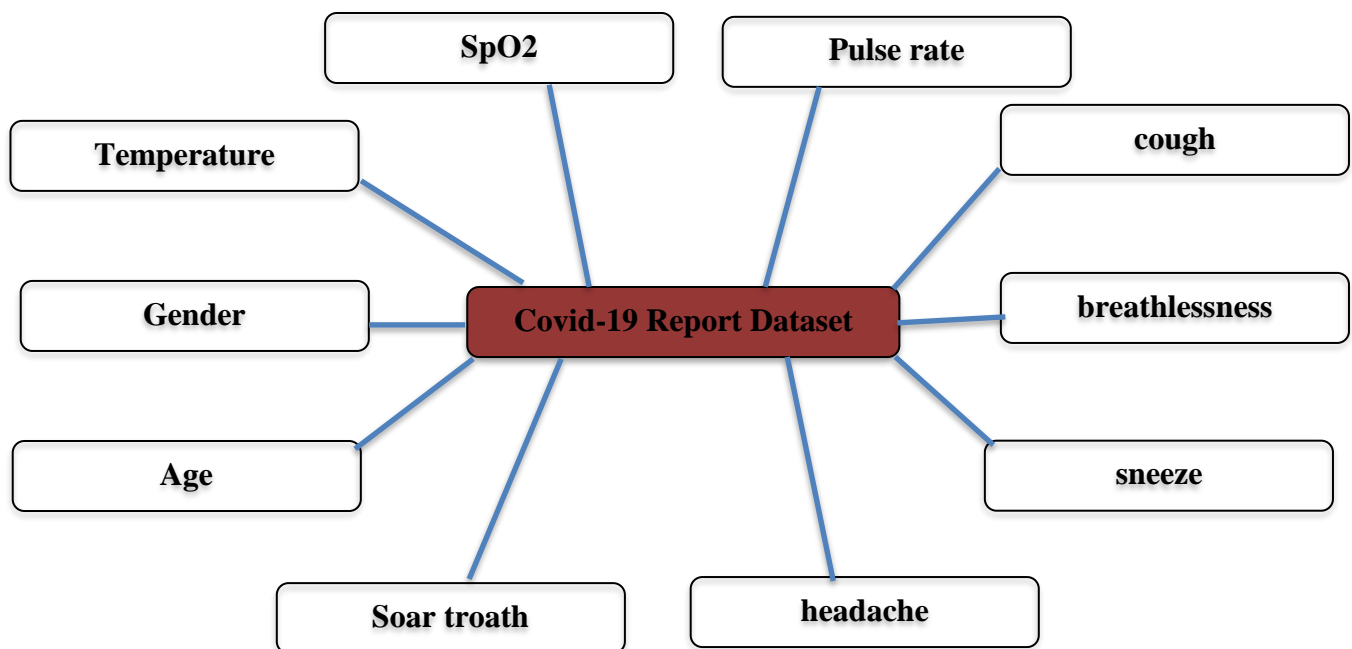 SpO2
Pulse rate
cough
Temperature
breathlessness
Gender
Covid-19 Report Dataset
Age
sneeze
Soar troath
headache